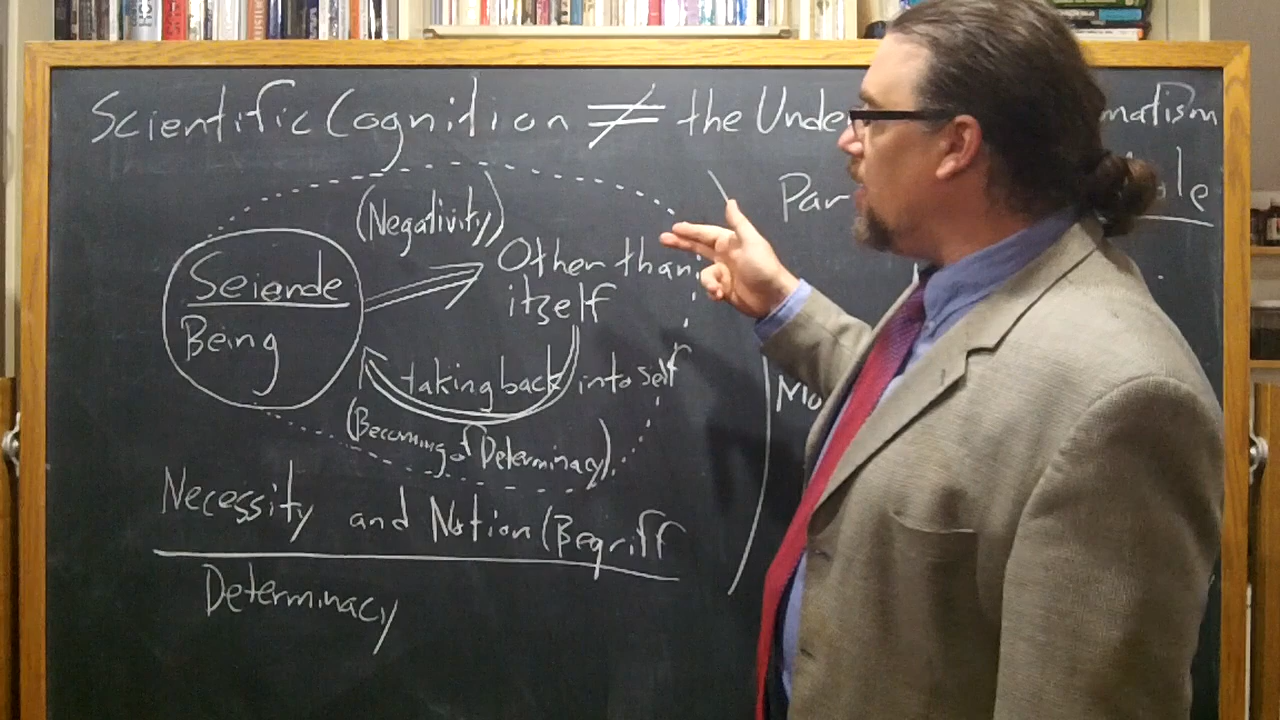 Scientific Cognition ≠ the Unde matism
Par le
(Negativity)
Seiende
Being
Other than
itself
taking back into self
(Becoming of Determinacy)
Necessity and Notion (Begriff
Determinacy